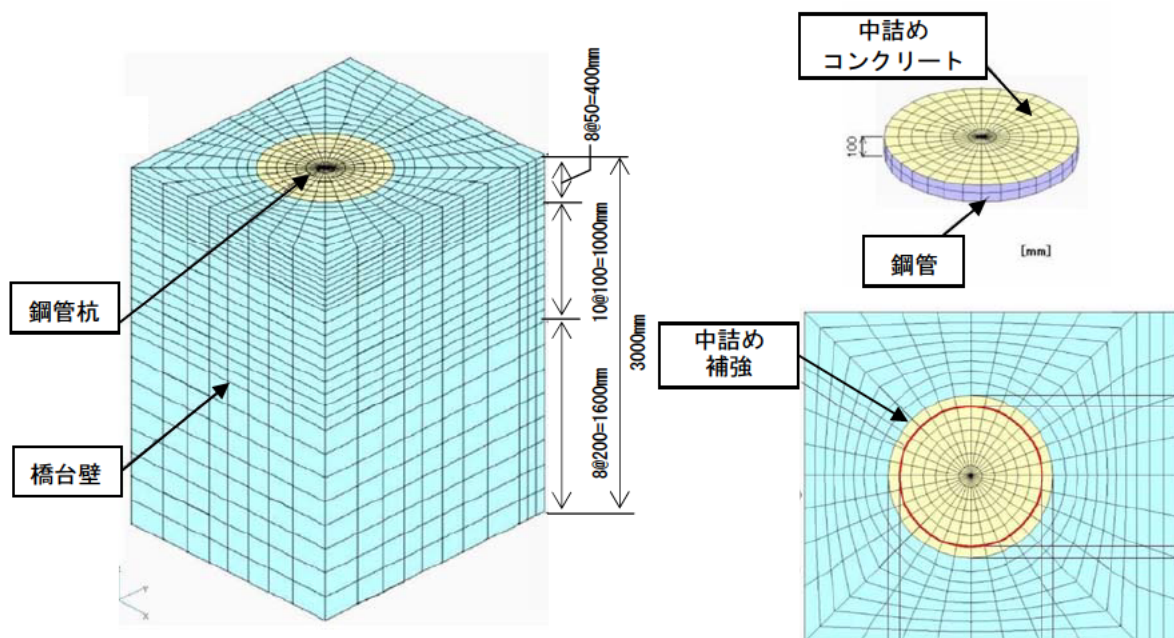 鋼管杭
橋台壁
8@50=400mm
10@100=1000mm
8@200=1600mm
3000mm
中詰め
コンクリート
100
鋼管
[mm]
中詰め
補強
Y
X